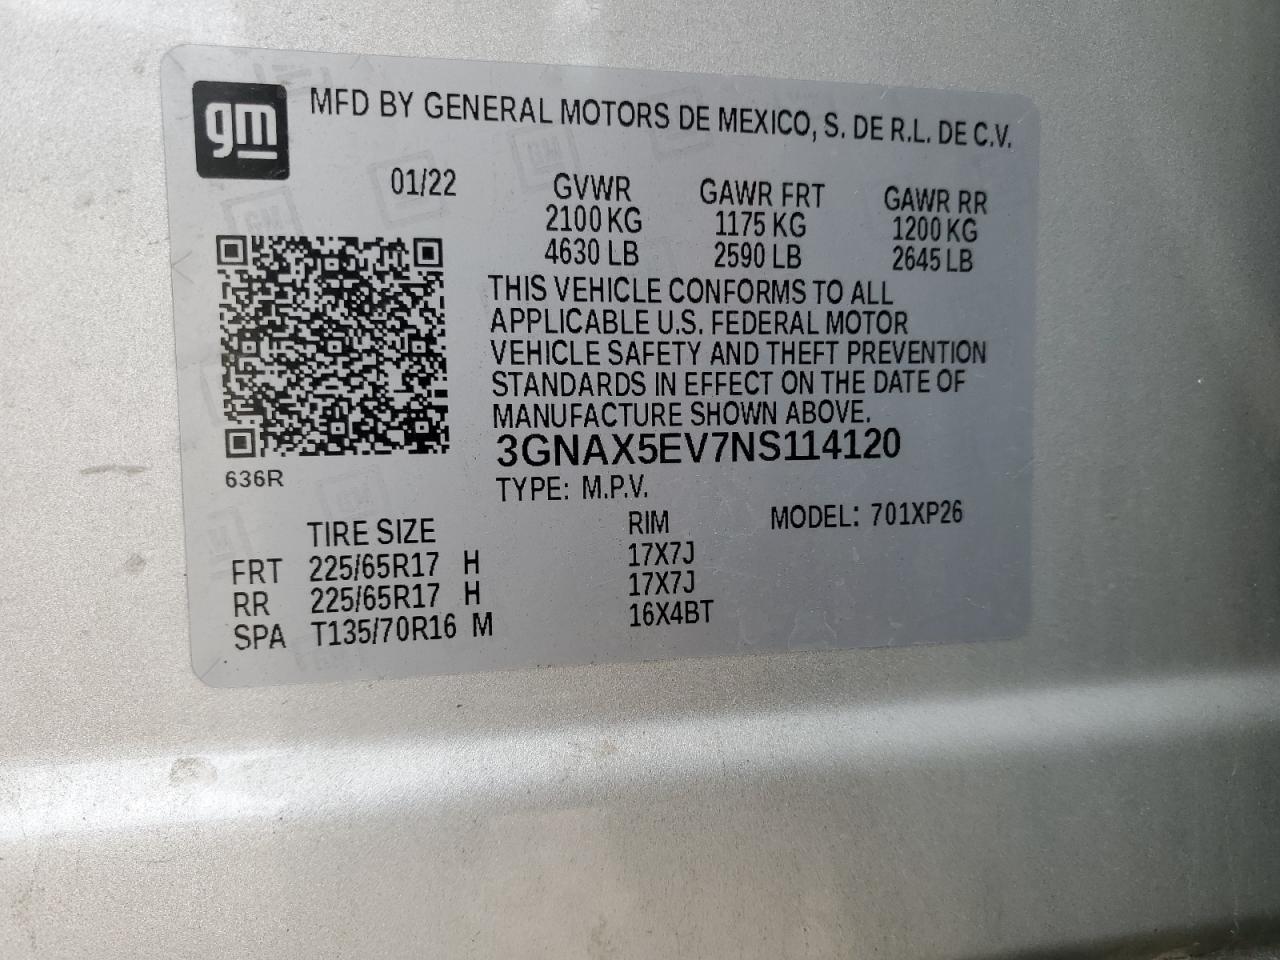 gm
MFD BY GENERAL MOTORS DE MEXICO, S. DE R.L. DE C.V.
01/22 GVWR GAWR FRT GAWR RR
2100 KG 1175 KG 1200 KG
4630 LB 2590 LB 2645 LB
THIS VEHICLE CONFORMS TO ALL
APPLICABLE U.S. FEDERAL MOTOR
VEHICLE SAFETY AND THEFT PREVENTION
STANDARDS IN EFFECT ON THE DATE OF
MANUFACTURE SHOWN ABOVE.
3GNAX5EV7NS114120
636R
TYPE: M.P.V.
TIRE SIZE RIM MODEL: 701XP26
FRT 225/65R17 H 17X7J
RR 225/65R17 H 17X7J
SPA T135/70R16 M 16X4BT